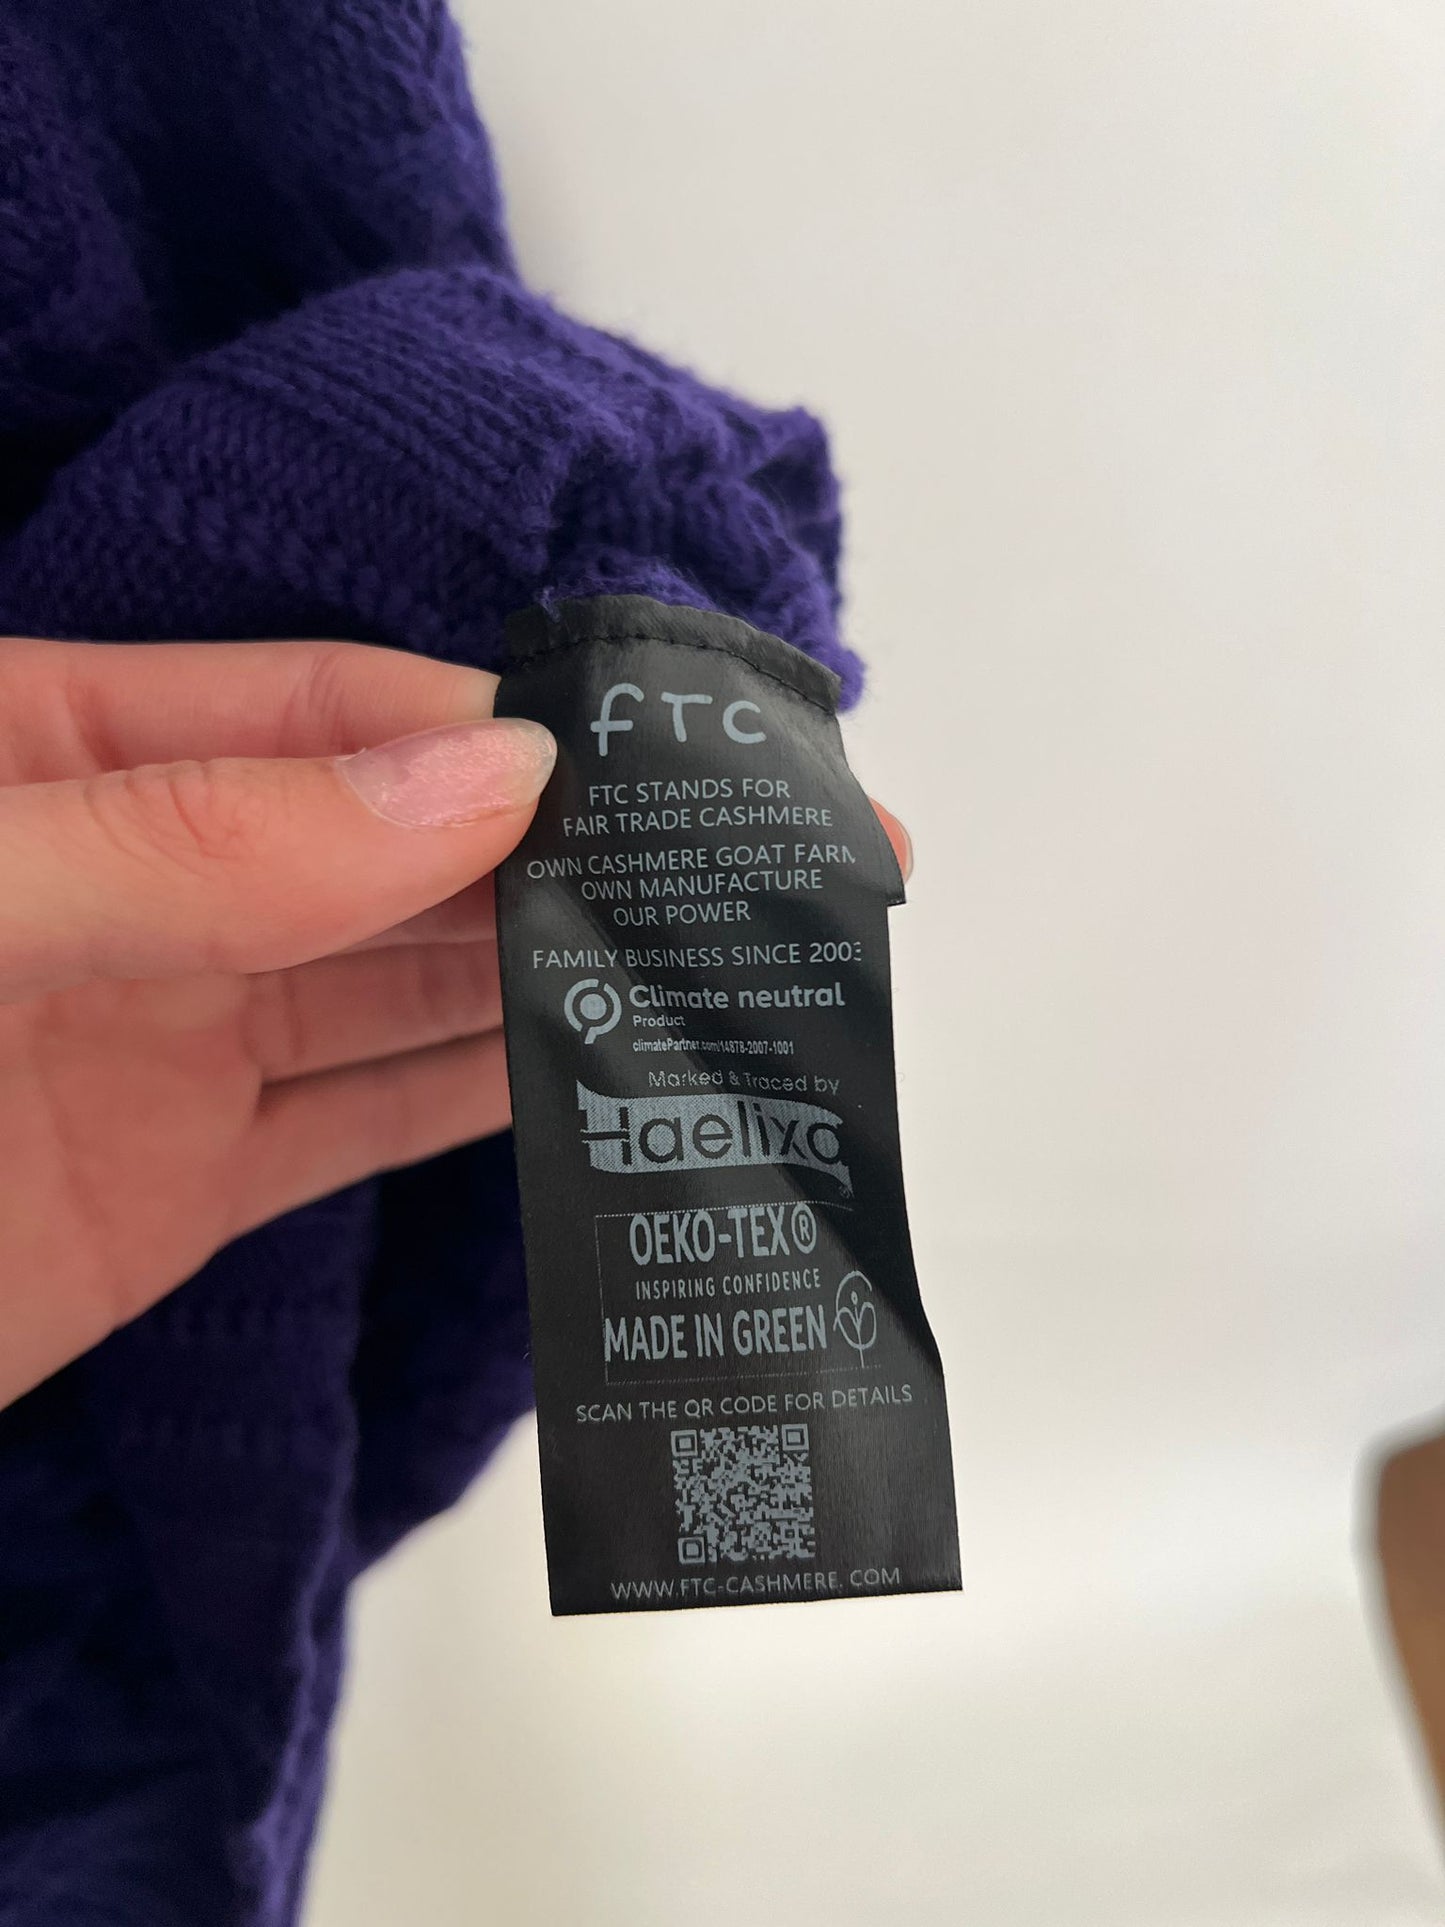 fTC
FTC STANDS FOR
FAIR TRADE CASHMERE
OWN CASHMERE GOAT FARM
OWN MANUFACTURE
OUR POWER
FAMILY BUSINESS SINCE 2003
Climate neutral
Product
climatePartner.com/14878-2007-1001
Marked & Traced by
Haelixa
OEKO-TEX®
INSPIRING CONFIDENCE
MADE IN GREEN
SCAN THE QR CODE FOR DETAILS
WWW.FTC-CASHMERE.COM